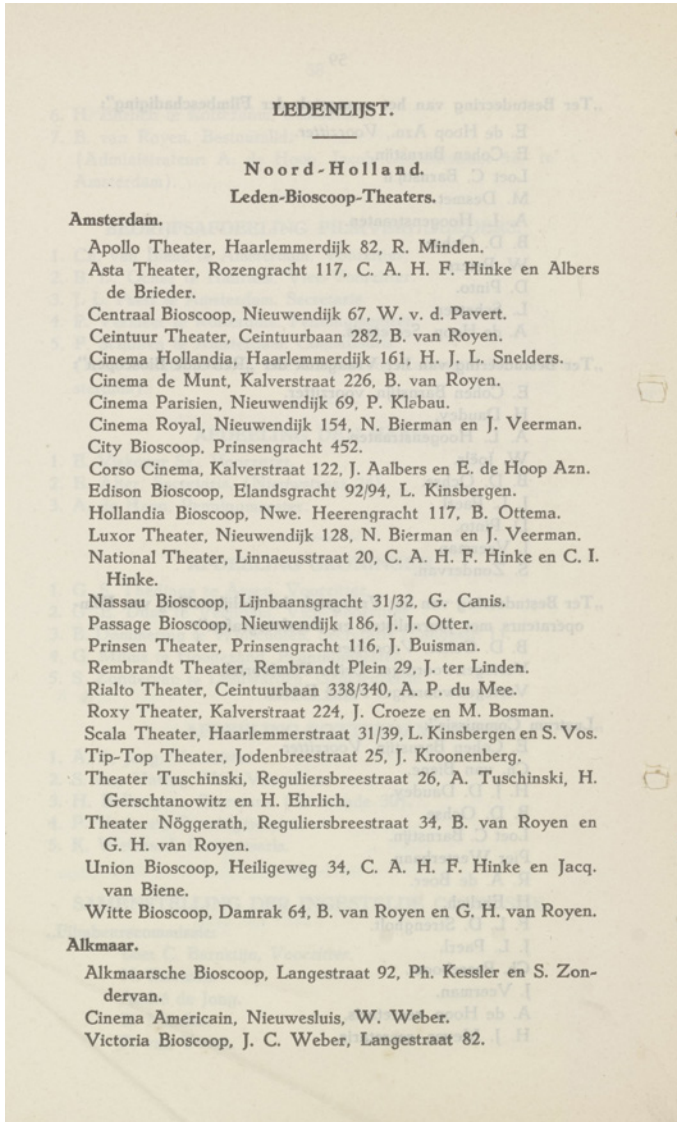 LEDENLIJST.
Noord-Holland.
Leden-Bioscoop-Theaters.
Amsterdam.
Apollo Theater, Haarlemmerdijk 82, R. Minden.
Asta Theater, Rozengracht 117, C. A. H. F. Hinke en Albers
de Brieder.
Centraal Bioscoop, Nieuwendijk 67, W. v. d. Pavert.
Ceintuur Theater, Ceintuurbaan 282, B. van Royen.
Cinema Hollandia, Haarlemmerdijk 161, H. J. L. Snelders.
Cinema de Munt, Kalverstraat 226, B. van Royen.
Cinema Parisien, Nieuwendijk 69, P. Klabau.
Cinema Royal, Nieuwendijk 154, N. Bierman en J. Veerman.
City Bioscoop, Prinsengracht 452.
Corso Cinema, Kalverstraat 122, J. Aalbers en E. de Hoop Azn.
Edison Bioscoop, Elandsgracht 92/94, L. Kinsbergen.
Hollandia Bioscoop, Nwe. Heerengracht 117, B. Ottema.
Luxor Theater, Nieuwendijk 128, N. Bierman en J. Veerman.
National Theater, Linnaeusstraat 20, C. A. H. F. Hinke en C. I.
Hinke.
Nassau Bioscoop, Lijnbaansgracht 31/32, G. Canis.
Passage Bioscoop, Nieuwendijk 186, J. J. Otter.
Prinsen Theater, Prinsengracht 116, J. Buisman.
Rembrandt Theater, Rembrandt Plein 29, J. ter Linden.
Rialto Theater, Ceintuurbaan 338/340, A. P. du Mee.
Roxy Theater, Kalverstraat 224, J. Croeze en M. Bosman.
Scala Theater, Haarlemmerstraat 31/39, L. Kinsbergen en S. Vos.
Tip-Top Theater, Jodenbreestraat 25, J. Kroonenberg.
Theater Tuschinski, Reguliersbreestraat 26, A. Tuschinski, H.
Gerschtanowitz en H. Ehrlich.
Theater Nöggerath, Reguliersbreestraat 34, B. van Royen en
G. H. van Royen.
Union Bioscoop, Heiligeweg 34, C. A. H. F. Hinke en Jacq.
van Biene.
Witte Bioscoop, Damrak 64, B. van Royen en G. H. van Royen.
Alkmaar.
Alkmaarsche Bioscoop, Langestraat 92, Ph. Kessler en S. Zon-
dervan.
Cinema Americain, Nieuwesluis, W. Weber.
Victoria Bioscoop, J. C. Weber, Langestraat 82.